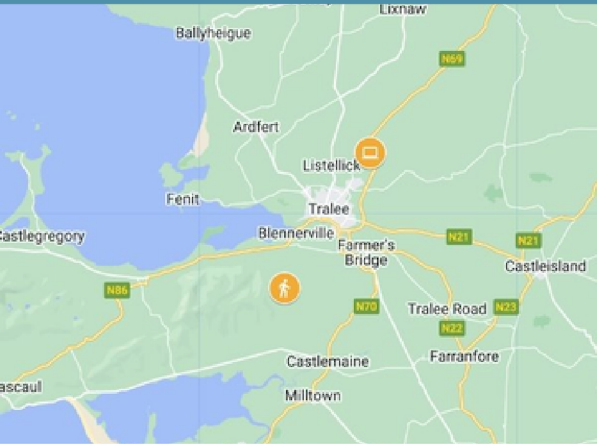 Lixnaw
Ballyheigue
N69
Ardfert
Listellick
Fenit
Tralee
Castlegregory
Blennerville
N21
N21
Farmer's
Bridge
Castleisland
N86
N70
Tralee Road
N23
N22
Farranfore
Castlemaine
ascaul
Milltown